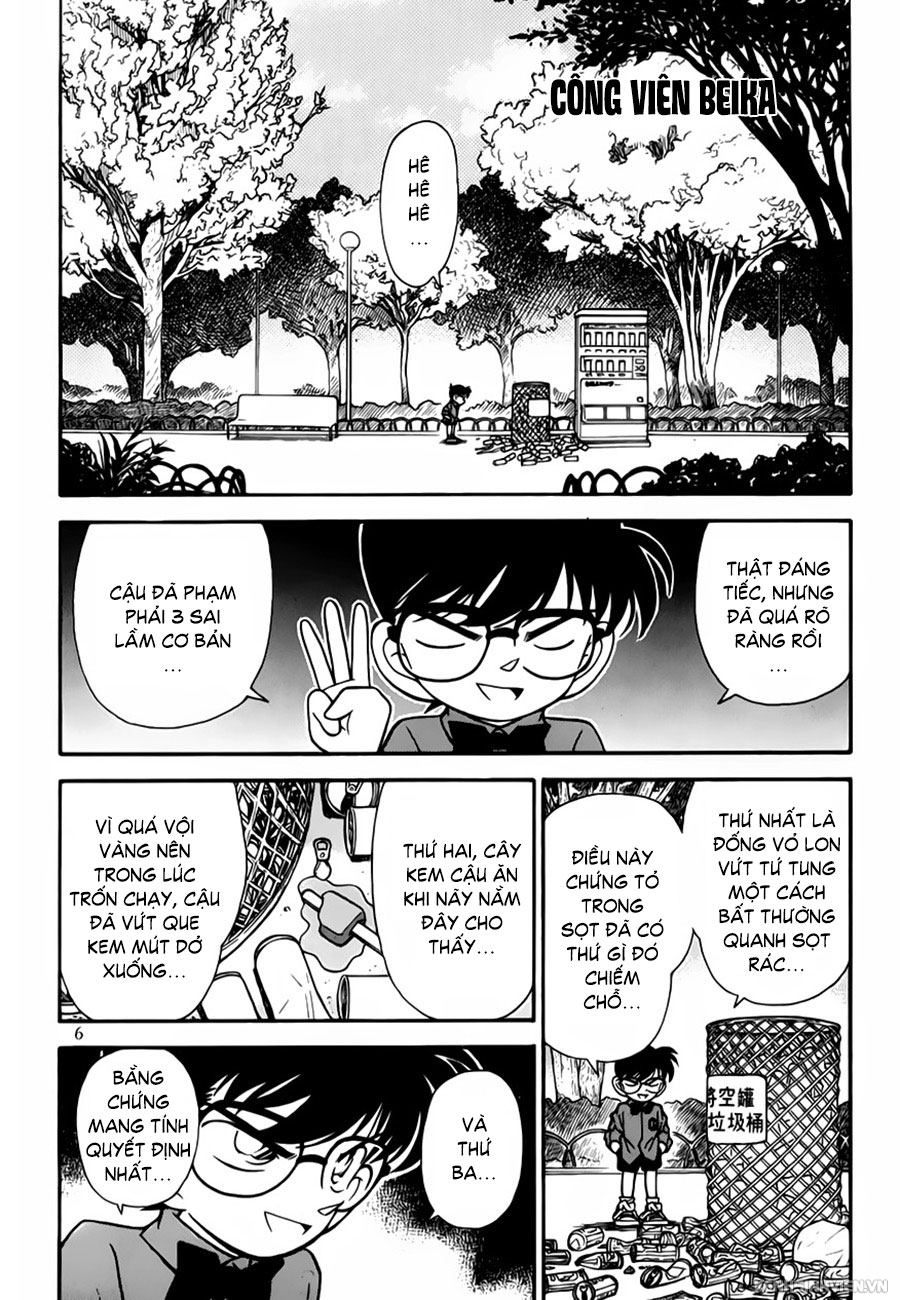 CÔNG VIÊN BEIKA
HÊ
HÊ
HÊ
...
THẬT ĐÁNG
TIẾC, NHƯNG
ĐÃ QUÁ RÕ
RÀNG RỒI
...
CẬU ĐÃ PHẠM
PHẢI 3 SAI
LẦM CƠ BẢN
...
THỨ NHẤT LÀ
ĐỐNG VỎ LON
VỨT TỨ TUNG
MỘT CÁCH
BẤT THƯỜNG
QUANH SỌT
RÁC...
ĐIỀU NÀY
CHỨNG TỎ
TRONG
SỌT ĐÃ CÓ
THỨ GÌ ĐÓ
CHIẾM
CHỖ...
將空罐
垃圾桶
THỨ HAI, CÂY
KEM CẬU ĂN
KHI NÃY NẰM
ĐÂY CHO
THẤY...
VÌ QUÁ VỘI
VÀNG NÊN
TRONG LÚC
TRỐN CHẠY, CẬU
ĐÃ VỨT QUE
KEM MÚT DỞ
XUỐNG...
6
VÀ
THỨ
BA...
BẰNG
CHỨNG
MANG TÍNH
QUYẾT ĐỊNH
NHẤT...